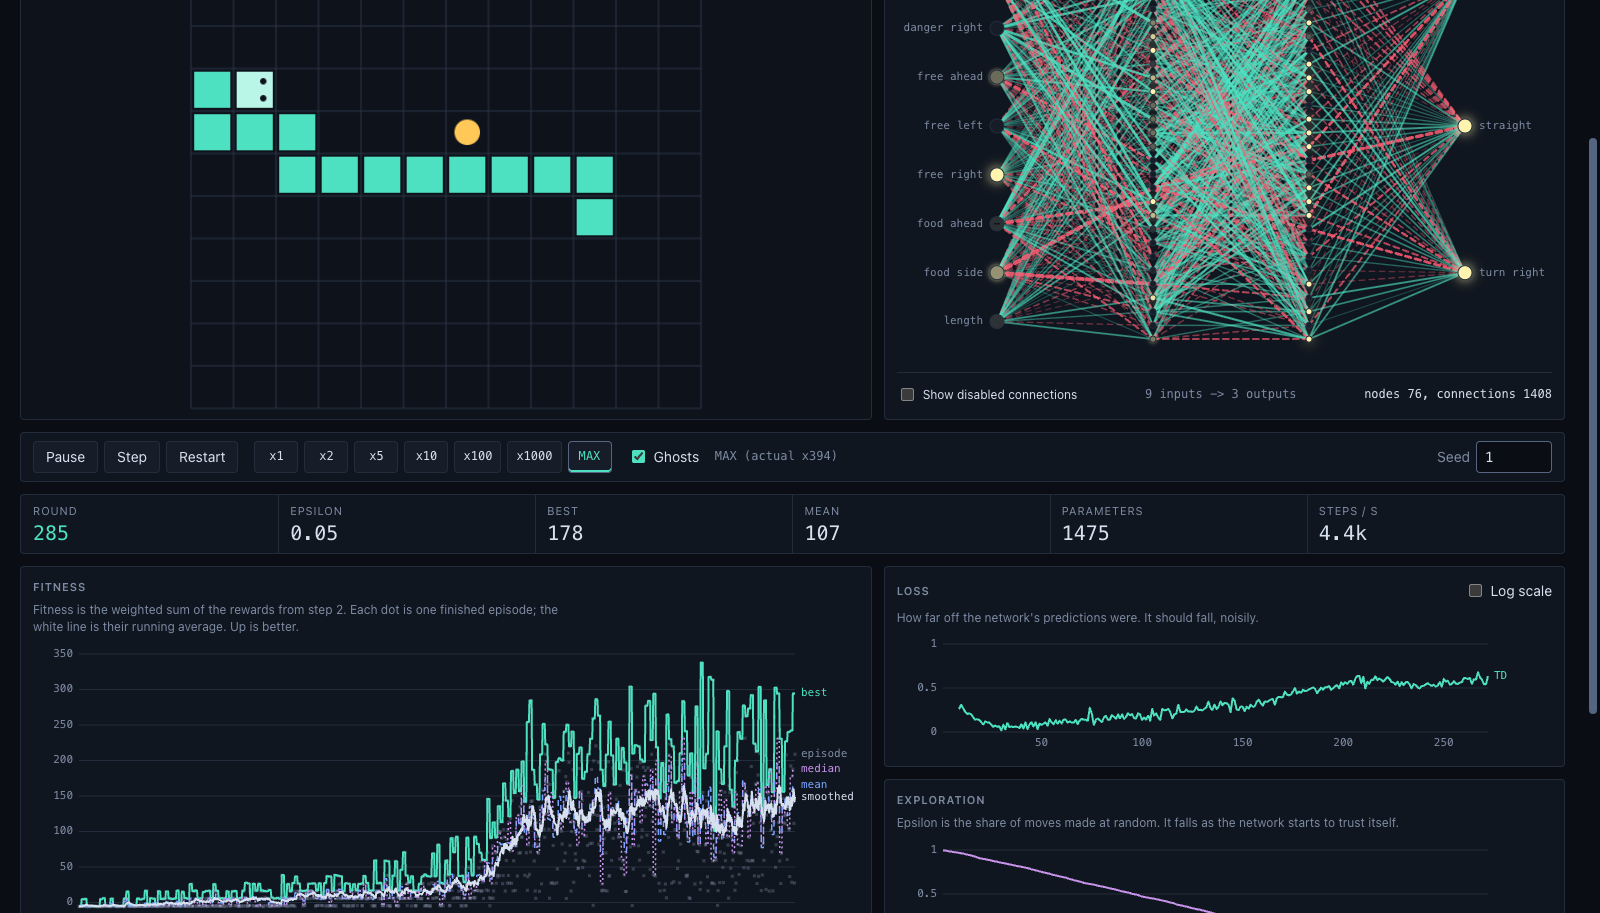 danger right
free ahead
free left
free right
food ahead
food side
length
straight
turn right
Show disabled connections
9 inputs -> 3 outputs
nodes 76, connections 1408
Pause
Step
Restart
x1
x2
x5
x10
x100
x1000
MAX
Ghosts
MAX (actual x394)
Seed
1
ROUND
285
EPSILON
0.05
BEST
178
MEAN
107
PARAMETERS
1475
STEPS / S
4.4k
FITNESS
Fitness is the weighted sum of the rewards from step 2. Each dot is one finished episode; the
white line is their running average. Up is better.
350
300
250
200
150
100
50
0
best
episode
median
mean
smoothed
LOSS
Log scale
How far off the network's predictions were. It should fall, noisily.
1
0.5
0
TD
50
100
150
200
250
EXPLORATION
Epsilon is the share of moves made at random. It falls as the network starts to trust itself.
1
0.5